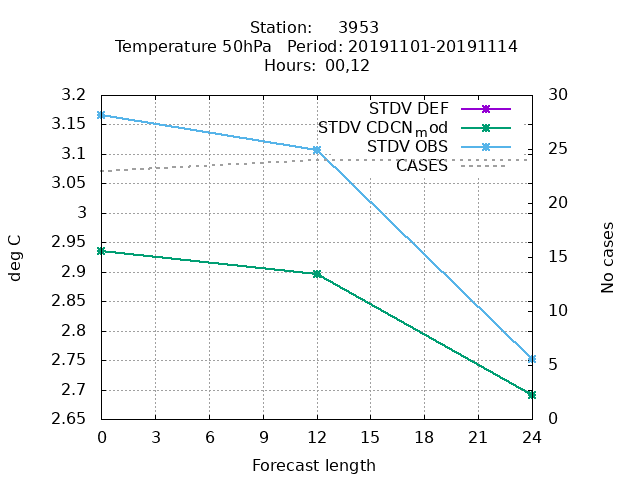 Station: 3953
Temperature 50hPa Period: 20191101-20191114
Hours: 00,12
STDV DEF
STDV CDCNmod
STDV OBS
CASES
3.2
3.15
3.1
3.05
3
2.95
2.9
2.85
2.8
2.75
2.7
2.65
30
25
20
15
10
5
0
deg C
No cases
0 3 6 9 12 15 18 21 24
Forecast length